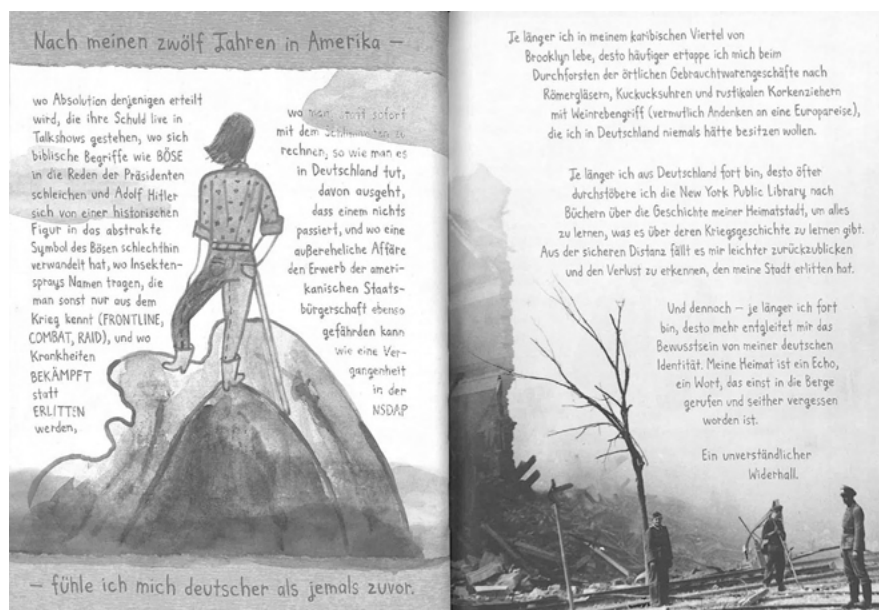 Nach meinen zwölf Jahren in Amerika –
wo Absolution denjenigen erteilt
wird, die ihre Schuld live in
Talkshows gestehen, wo sich
biblische Begriffe wie BÖSE
in die Reden der Präsidenten
schleichen und Adolf Hitler
sich von einer historischen
Figur in das abstrakte
Symbol des Bösen schlechthin
verwandelt hat, wo Insekten-
sprays Namen tragen, die
man sonst nur aus dem
Krieg kennt (FRONTLINE,
COMBAT, RAID), und wo
Krankheiten
BEKÄMPFT
statt
ERLITTEN
werden,
wo man, statt sofort
mit dem Schlimmsten zu
rechnen, so wie man es
in Deutschland tut,
davon ausgeht,
dass einem nichts
passiert, und wo eine
außereheliche Affäre
den Erwerb der ameri-
kanischen Staats-
bürgerschaft ebenso
gefährden kann
wie eine Ver-
gangenheit
in der
NSDAP
– fühle ich mich deutscher als jemals zuvor.
Je länger ich in meinem karibischen Viertel von
Brooklyn lebe, desto häufiger ertappe ich mich beim
Durchforsten der örtlichen Gebrauchtwarengeschäfte nach
Römergläsern, Kuckucksuhren und rustikalen Korkenziehern
mit Weinrebengriff (vermutlich Andenken an eine Europareise),
die ich in Deutschland niemals hätte besitzen wollen.
Je länger ich aus Deutschland fort bin, desto öfter
durchstöbere ich die New York Public Library nach
Büchern über die Geschichte meiner Heimatstadt, um alles
zu lernen, was es über deren Kriegsgeschichte zu lernen gibt.
Aus der sicheren Distanz fällt es mir leichter zurückzublicken
und den Verlust zu erkennen, den meine Stadt erlitten hat.
Und dennoch – je länger ich fort
bin, desto mehr entgleitet mir das
Bewusstsein von meiner deutschen
Identität. Meine Heimat ist ein Echo,
ein Wort, das einst in die Berge
gerufen und seither vergessen
worden ist.
Ein unverständlicher
Widerhall.